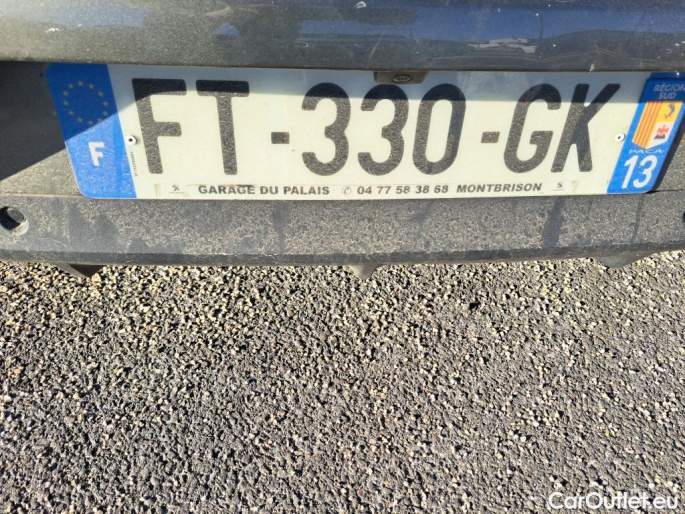 F
FT-330-GK
RÉGION
SUD
PACA
13
GARAGE DU PALAIS ✆ 04 77 58 38 68 MONTBRISON
CarOutlet.eu